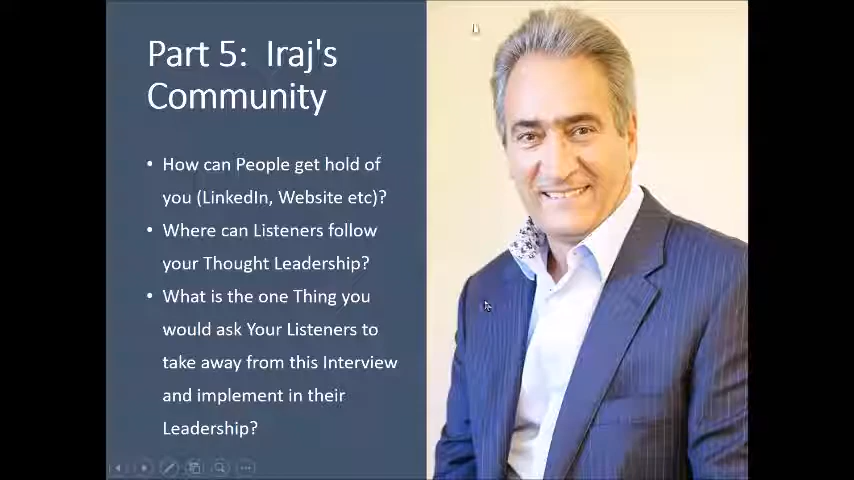 Part 5: Iraj's
Community
• How can People get hold of
you (LinkedIn, Website etc)?
• Where can Listeners follow
your Thought Leadership?
• What is the one Thing you
would ask Your Listeners to
take away from this Interview
and implement in their
Leadership?